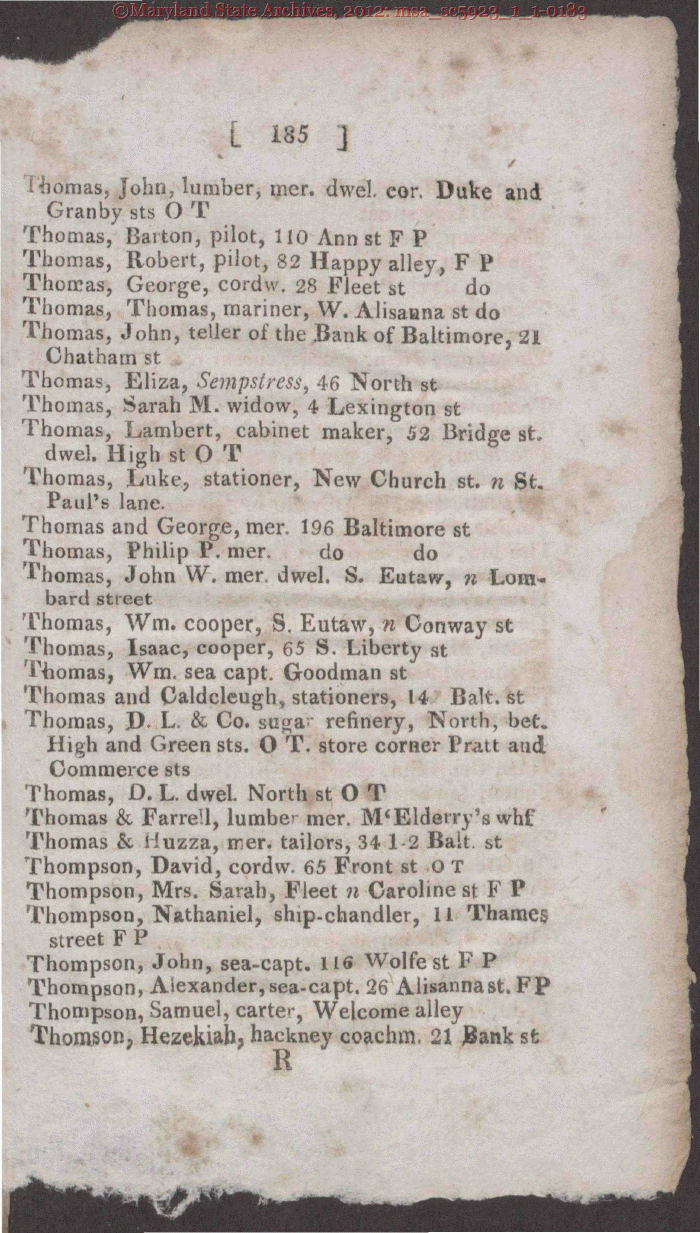 ©Maryland State Archives, 2012: msa_sc5923_1_1-0183
[ 185 ]
Thomas, John, lumber, mer. dwel. cor. Duke and
Granby sts O T
Thomas, Barton, pilot, 110 Ann st F P
Thomas, Robert, pilot, 82 Happy alley, F P
Thomas, George, cordw. 28 Fleet st do
Thomas, Thomas, mariner, W. Alisanna st do
Thomas, John, teller of the Bank of Baltimore, 21
Chatham st
Thomas, Eliza, Sempstress, 46 North st
Thomas, Sarah M. widow, 4 Lexington st
Thomas, Lambert, cabinet maker, 52 Bridge st.
dwel. High st O T
Thomas, Luke, stationer, New Church st. n St.
Paul's lane.
Thomas and George, mer. 196 Baltimore st
Thomas, Philip P. mer. do do
Thomas, John W. mer. dwel. S. Eutaw, n Lom-
bard street
Thomas, Wm. cooper, S. Eutaw, n Conway st
Thomas, Isaac, cooper, 65 S. Liberty st
Thomas, Wm. sea capt. Goodman st
Thomas and Caldcleugh, stationers, Balt. st
Thomas, D. L. & Co. sugar refinery, North, bet.
High and Green sts. O T. store corner Pratt and
Commerce sts
Thomas, D. L. dwel. North st O T
Thomas & Farrell, lumber mer. M'Elderry's whf
Thomas & Huzza, mer. tailors, 34 1-2 Balt. st
Thompson, David, cordw. 65 Front st O T
Thompson, Mrs. Sarah, Fleet n Caroline st F P
Thompson, Nathaniel, ship-chandler, 11 Thames
street F P
Thompson, John, sea-capt. 116 Wolfe st F P
Thompson, Alexander, sea-capt. 26 Alisanna st. F P
Thompson, Samuel, carter, Welcome alley
Thomson, Hezekiah, hackney coachm. 21 Bank st
R